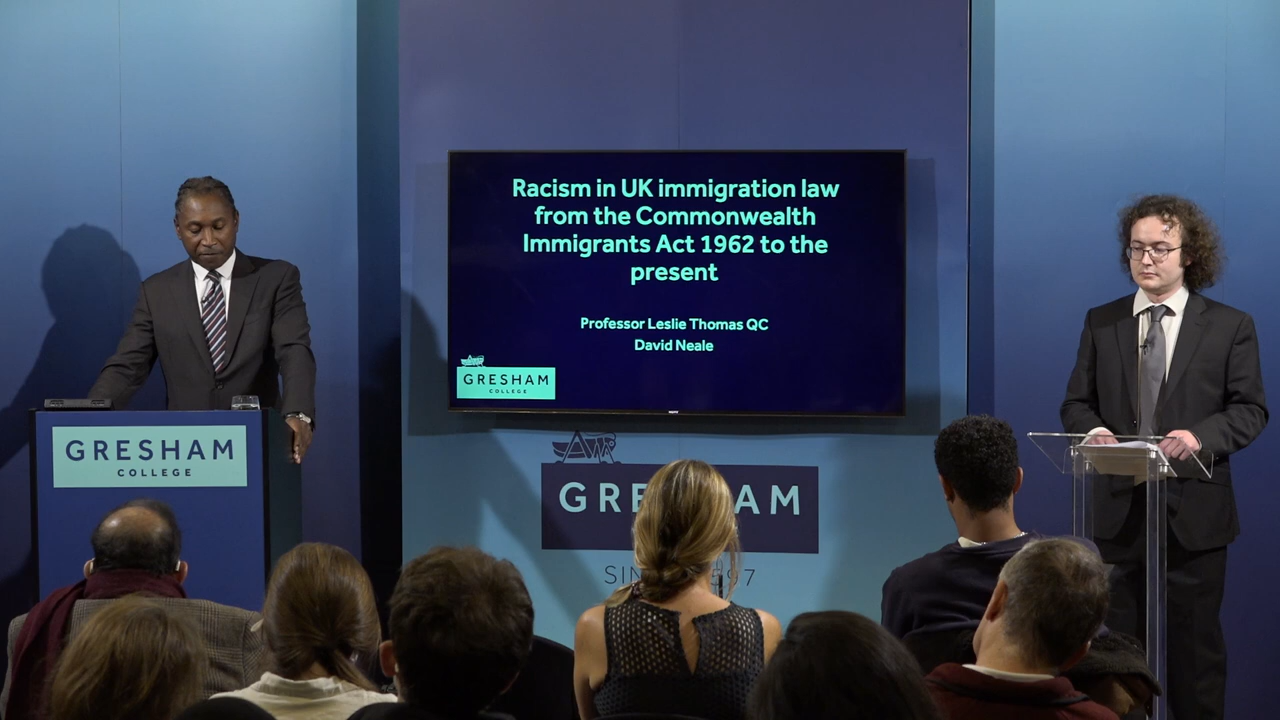 Racism in UK immigration law
from the Commonwealth
Immigrants Act 1962 to the
present
Professor Leslie Thomas QC
David Neale
GRESHAM
COLLEGE
GRESHAM
COLLEGE